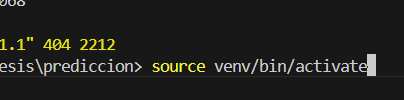 1.1" 404 2212
esis\prediccion> source venv/bin/activate